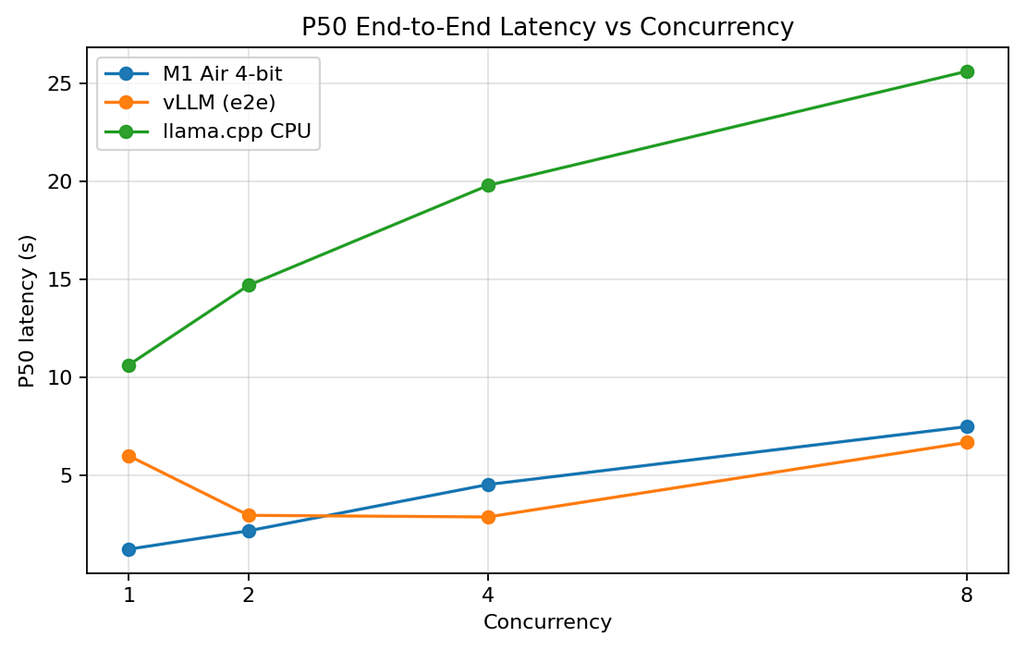 P50 End-to-End Latency vs Concurrency
M1 Air 4-bit
vLLM (e2e)
llama.cpp CPU
25
20
15
10
5
P50 latency (s)
1 2 4 8
Concurrency